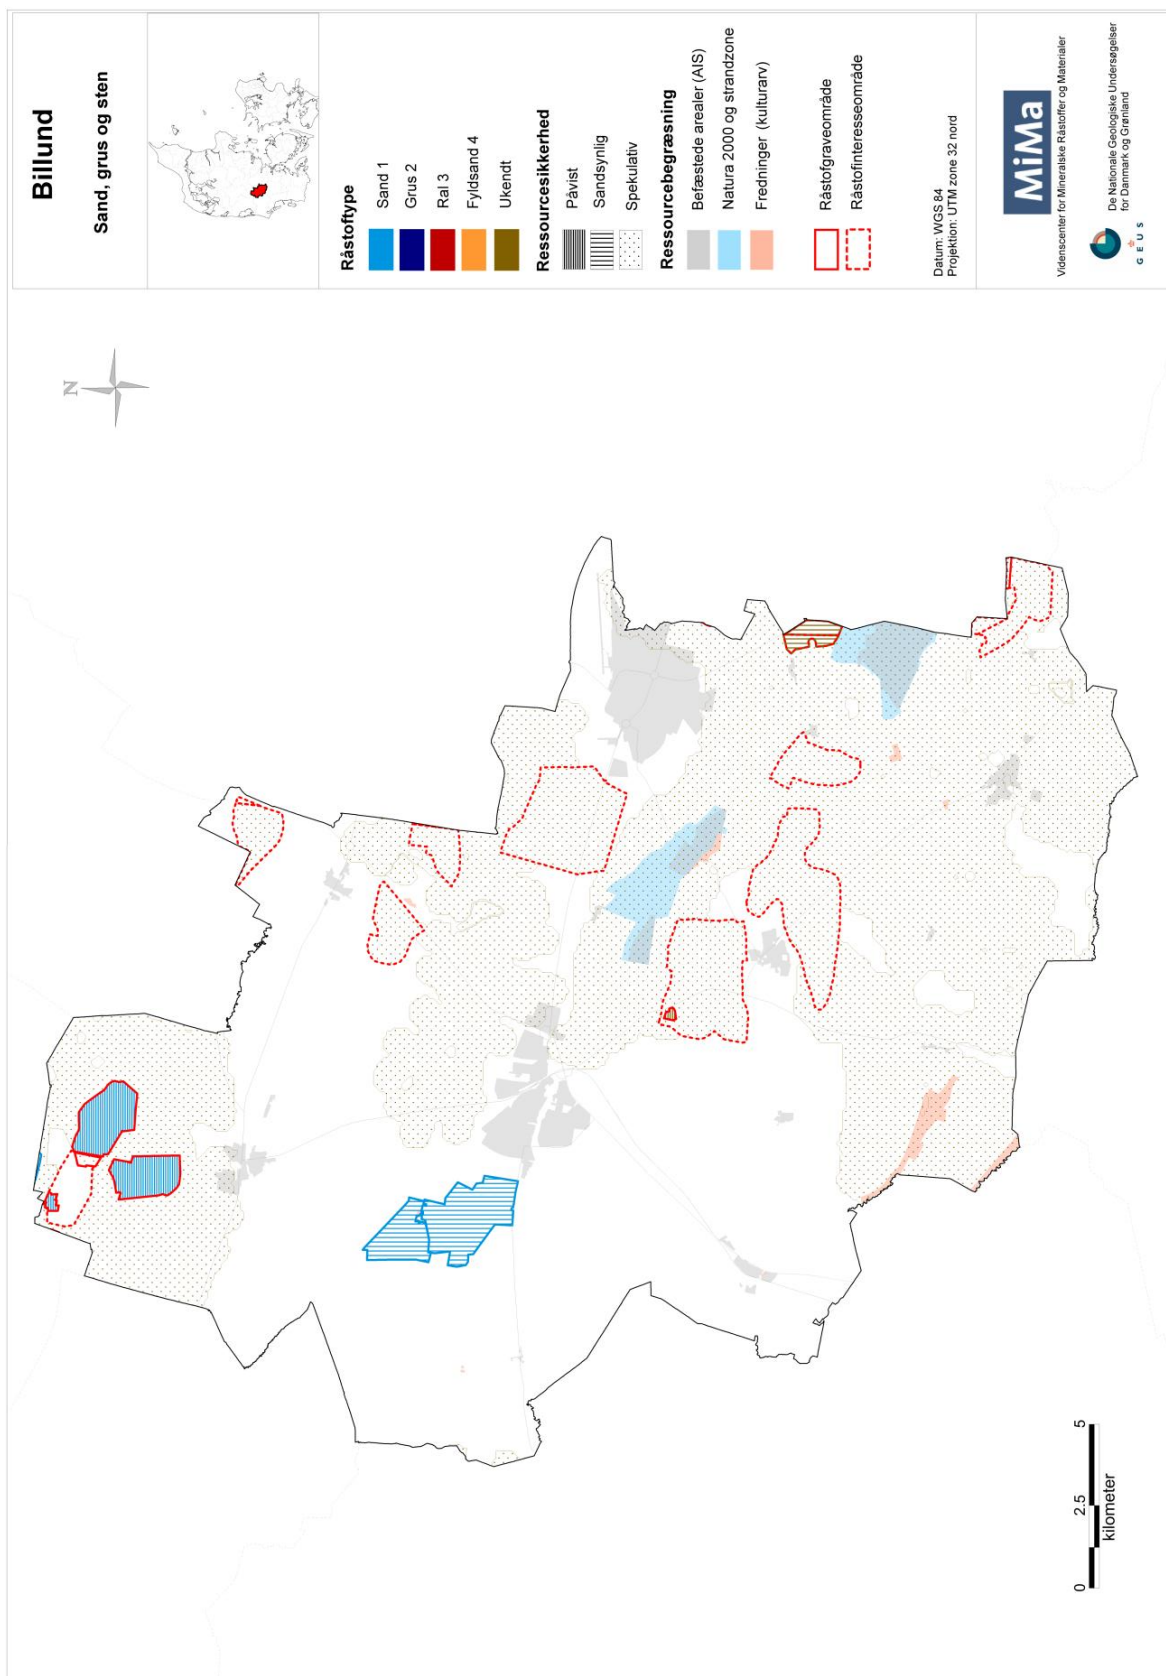 Billund
Sand, grus og sten
Råstoftype
Sand 1
Grus 2
Ral 3
Fyldsand 4
Ukendt
Ressourcesikkerhed
Påvist
Sandsynlig
Spekulativ
Ressourcebegræsning
Befæstede arealer (AIS)
Natura 2000 og strandzone
Fredninger (kulturarv)
Råstofgraveområde
Råstofinteresseområde
Datum: WGS 84
Projektion: UTM zone 32 nord
MiMa
Videnscenter for Mineralske Råstoffer og Materialer
De Nationale Geologiske Undersøgelser
for Danmark og Grønland
G E U S
N
0 2.5 5
kilometer